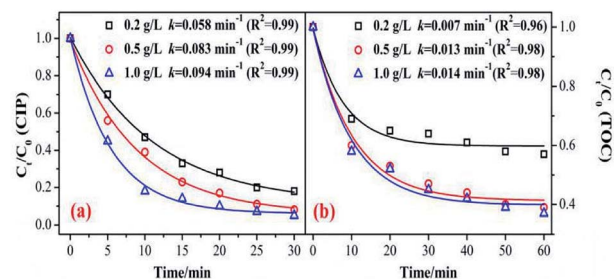 0.2 g/L k=0.058 min⁻¹ (R²=0.99)
0.5 g/L k=0.083 min⁻¹ (R²=0.99)
1.0 g/L k=0.094 min⁻¹ (R²=0.99)
Ct/C0 (CIP)
1.0
0.8
0.6
0.4
0.2
0.0
(a)
0 5 10 15 20 25 30
Time/min
0.2 g/L k=0.007 min⁻¹ (R²=0.96)
0.5 g/L k=0.013 min⁻¹ (R²=0.98)
1.0 g/L k=0.014 min⁻¹ (R²=0.98)
(b)
0 10 20 30 40 50 60
Time/min
1.0
0.8
0.6
0.4
Ct/C0 (TOC)